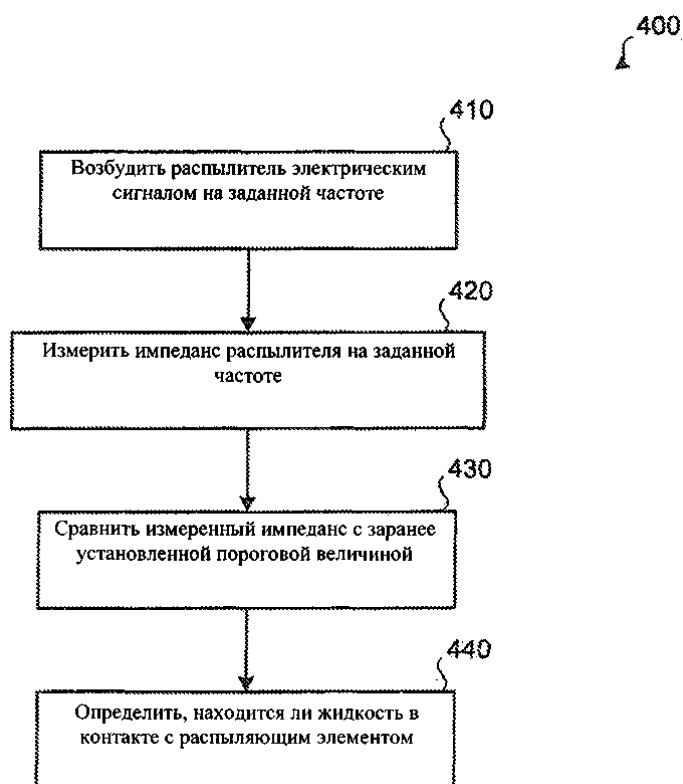 400
410
Возбудить распылитель электрическим
сигналом на заданной частоте
420
Измерить импеданс распылителя на заданной
частоте
430
Сравнить измеренный импеданс с заранее
установленной пороговой величиной
440
Определить, находится ли жидкость в
контакте с распыляющим элементом